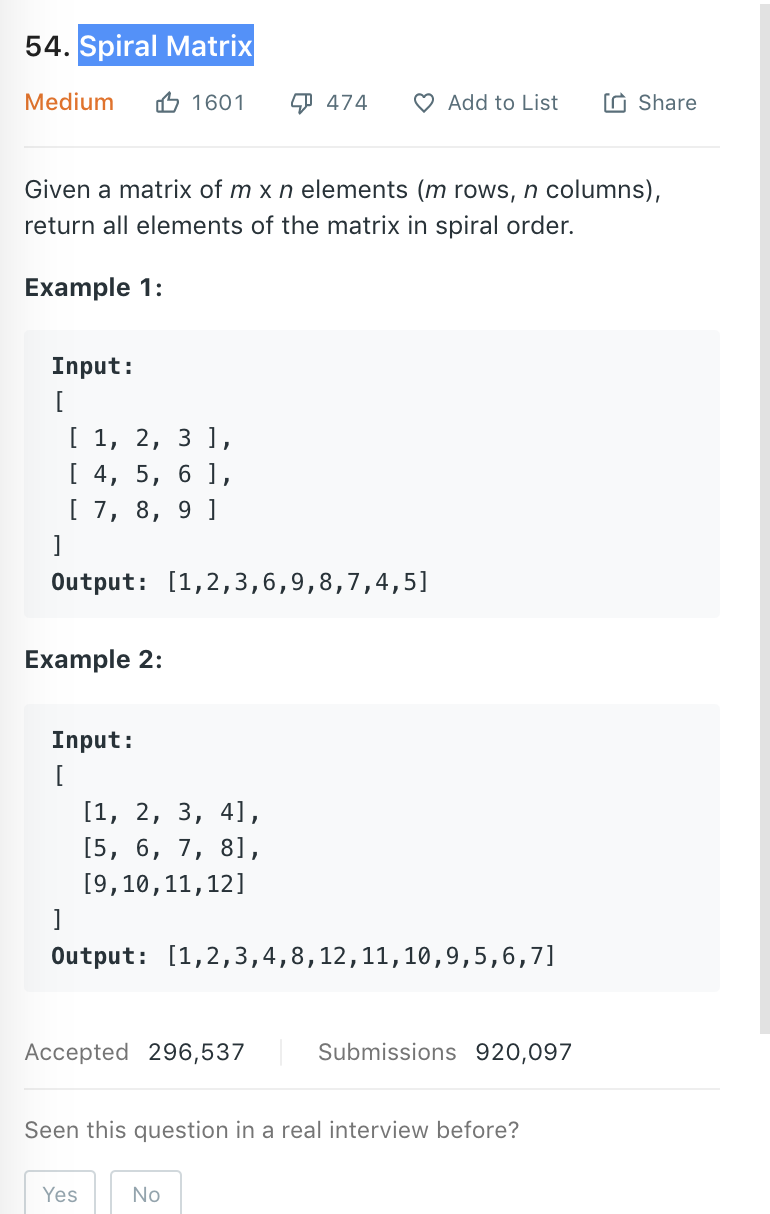 54. Spiral Matrix
Medium 1601 474 Add to List Share
Given a matrix of m x n elements (m rows, n columns),
return all elements of the matrix in spiral order.
Example 1:
Input:
[
 [ 1, 2, 3 ],
 [ 4, 5, 6 ],
 [ 7, 8, 9 ]
]
Output: [1,2,3,6,9,8,7,4,5]
Example 2:
Input:
[
  [1, 2, 3, 4],
  [5, 6, 7, 8],
  [9,10,11,12]
]
Output: [1,2,3,4,8,12,11,10,9,5,6,7]
Accepted 296,537 Submissions 920,097
Seen this question in a real interview before?
Yes No